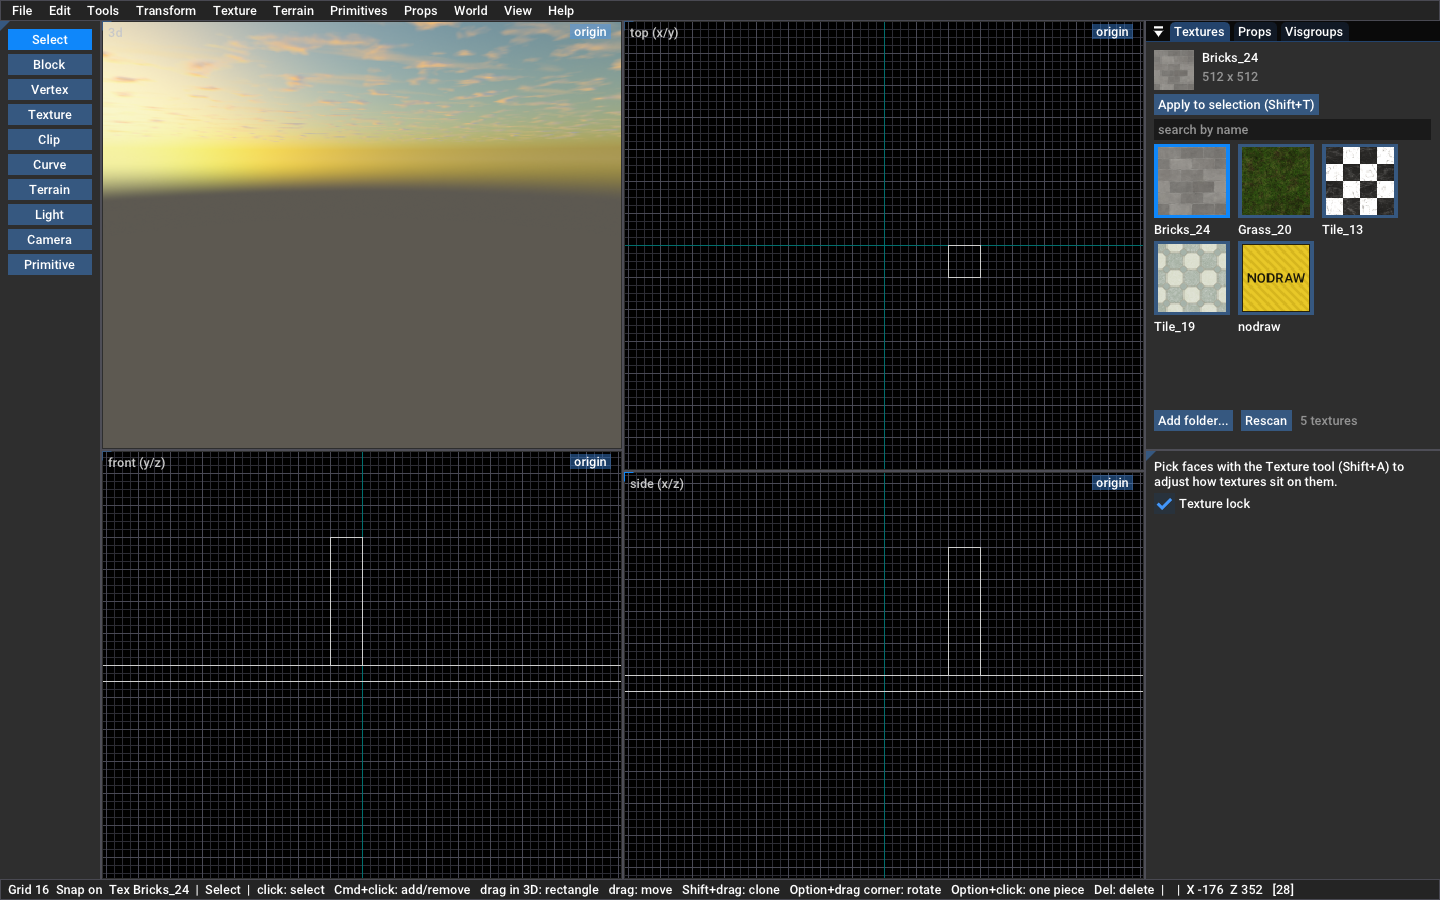 File Edit Tools Transform Texture Terrain Primitives Props World View Help
Select
Block
Vertex
Texture
Clip
Curve
Terrain
Light
Camera
Primitive
3d origin
top (x/y) origin
front (y/z) origin
side (x/z) origin
Textures Props Visgroups
Bricks_24
512 x 512
Apply to selection (Shift+T)
search by name
Bricks_24 Grass_20 Tile_13
NODRAW
Tile_19 nodraw
Add folder... Rescan 5 textures
Pick faces with the Texture tool (Shift+A) to
adjust how textures sit on them.
Texture lock
Grid 16 Snap on Tex Bricks_24 | Select | click: select Cmd+click: add/remove drag in 3D: rectangle drag: move Shift+drag: clone Option+drag corner: rotate Option+click: one piece Del: delete | | X -176 Z 352 [28]